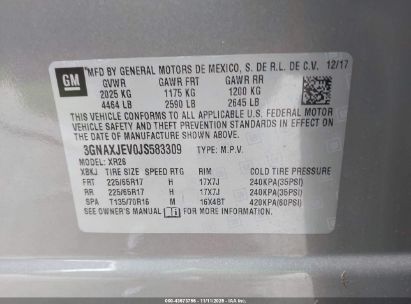 GM
MFD BY GENERAL MOTORS DE MEXICO, S. DE R.L. DE C.V. 12/17
GVWR GAWR FRT GAWR RR
2025 KG 1175 KG 1200 KG
4464 LB 2590 LB 2645 LB
THIS VEHICLE CONFORMS TO ALL APPLICABLE U.S. FEDERAL MOTOR
VEHICLE SAFETY AND THEFT PREVENTION STANDARDS IN EFFECT ON
THE DATE OF MANUFACTURE SHOWN ABOVE.
3GNAXJEV0JS583309 TYPE: M.P.V.
MODEL: XR26
XBKJ TIRE SIZE SPEED RTG RIM COLD TIRE PRESSURE
FRT 225/65R17 H 17X7J 240KPA(35PSI)
RR 225/65R17 H 17X7J 240KPA(35PSI)
SPA T135/70R16 M 16X4BT 420KPA(60PSI)
SEE OWNER'S MANUAL FOR MORE INFORMATION.